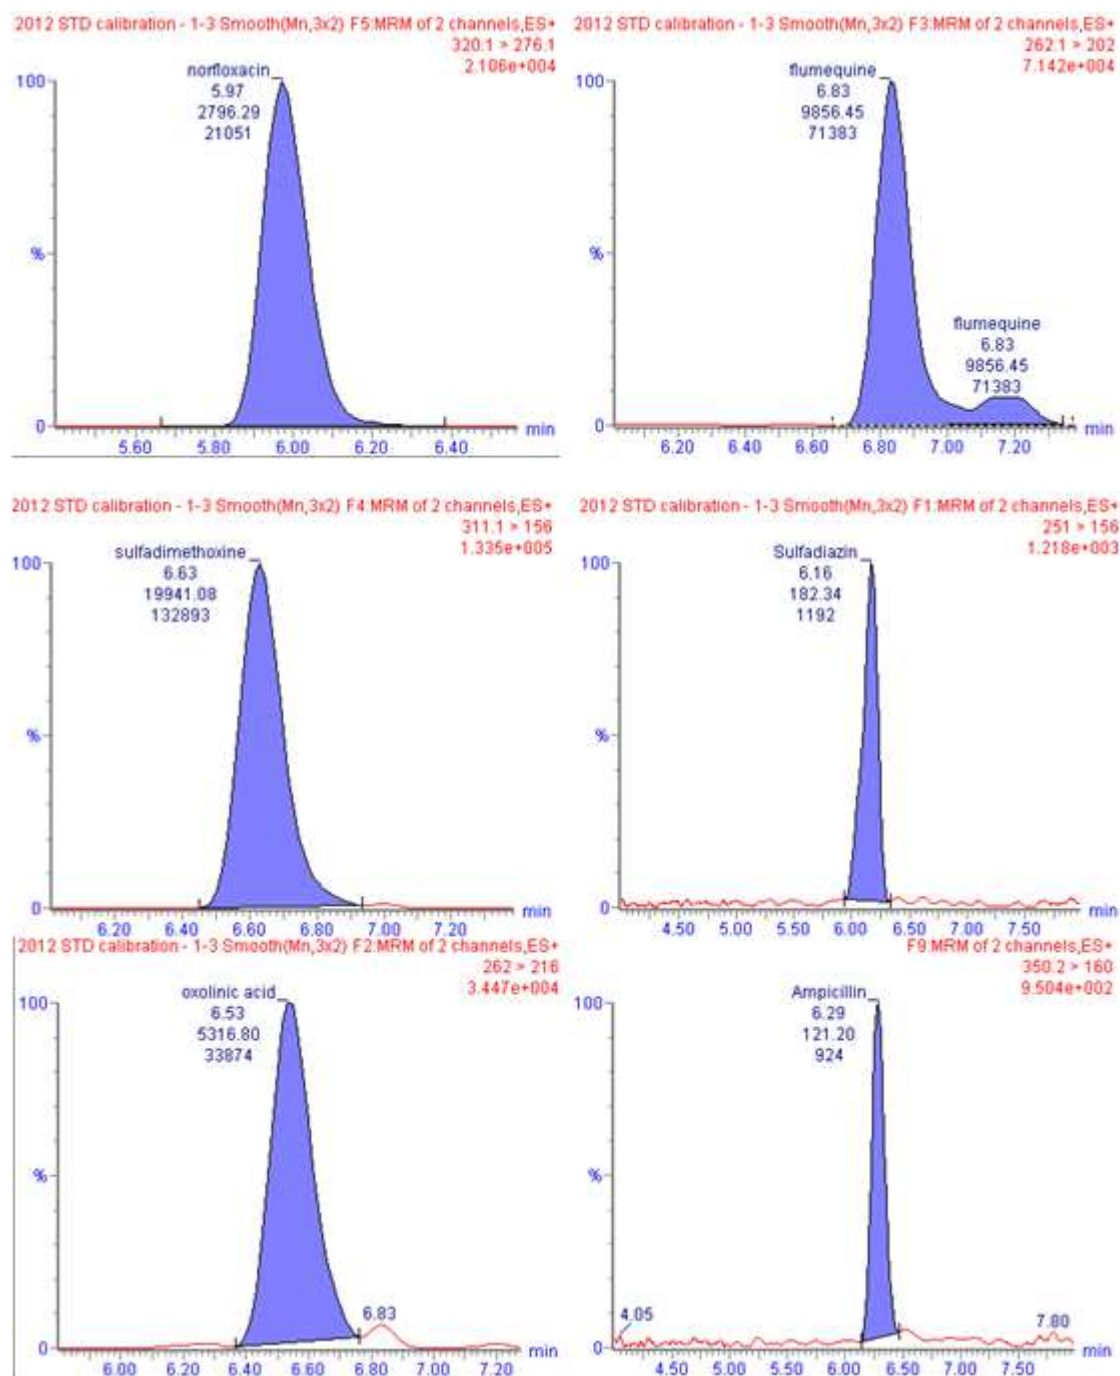 2012 STD calibration - 1-3 Smooth(Mn,3x2) F5:MRM of 2 channels,ES+
320.1 > 276.1
2.106e+004
norfloxacin
5.97
2796.29
21051
100
%
0
5.60 5.80 6.00 6.20 6.40 min
2012 STD calibration - 1-3 Smooth(Mn,3x2) F3:MRM of 2 channels,ES+
262.1 > 202
7.142e+004
flumequine
6.83
9856.45
71383
flumequine
6.83
9856.45
71383
100
%
0
6.20 6.40 6.60 6.80 7.00 7.20 min
2012 STD calibration - 1-3 Smooth(Mn,3x2) F4:MRM of 2 channels,ES+
311.1 > 156
1.335e+005
sulfadimethoxine
6.63
19941.08
132893
100
%
0
6.20 6.40 6.60 6.80 7.00 7.20 min
2012 STD calibration - 1-3 Smooth(Mn,3x2) F1:MRM of 2 channels,ES+
251 > 156
1.218e+003
Sulfadiazin
6.16
182.34
1192
100
%
0
4.50 5.00 5.50 6.00 6.50 7.00 7.50 min
2012 STD calibration - 1-3 Smooth(Mn,3x2) F2:MRM of 2 channels,ES+
262 > 216
3.447e+004
oxolinic acid
6.53
5316.80
33874
100
%
6.83
0
6.00 6.20 6.40 6.60 6.80 7.00 7.20 min
F9:MRM of 2 channels,ES+
350.2 > 160
9.504e+002
Ampicillin
6.29
121.20
924
100
%
4.05
7.80
0
4.50 5.00 5.50 6.00 6.50 7.00 7.50 min